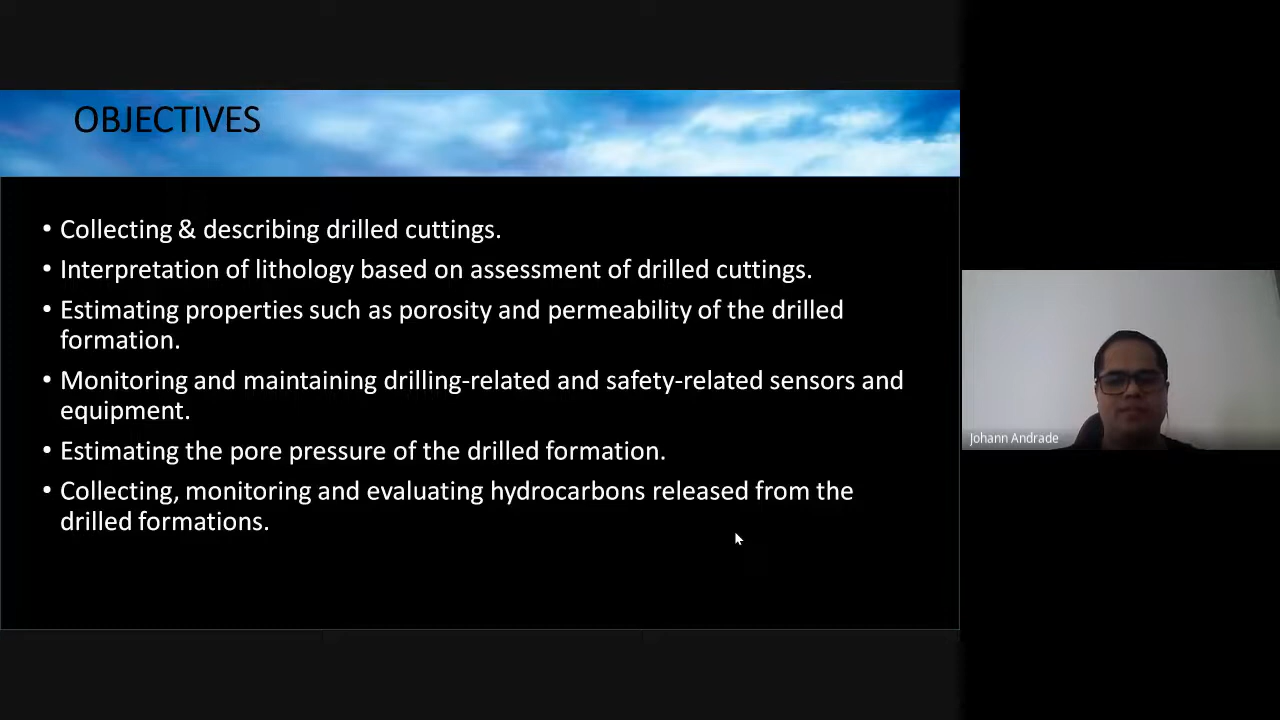 OBJECTIVES
• Collecting & describing drilled cuttings.
• Interpretation of lithology based on assessment of drilled cuttings.
• Estimating properties such as porosity and permeability of the drilled
formation.
• Monitoring and maintaining drilling-related and safety-related sensors and
equipment.
• Estimating the pore pressure of the drilled formation.
• Collecting, monitoring and evaluating hydrocarbons released from the
drilled formations.
Johann Andrade